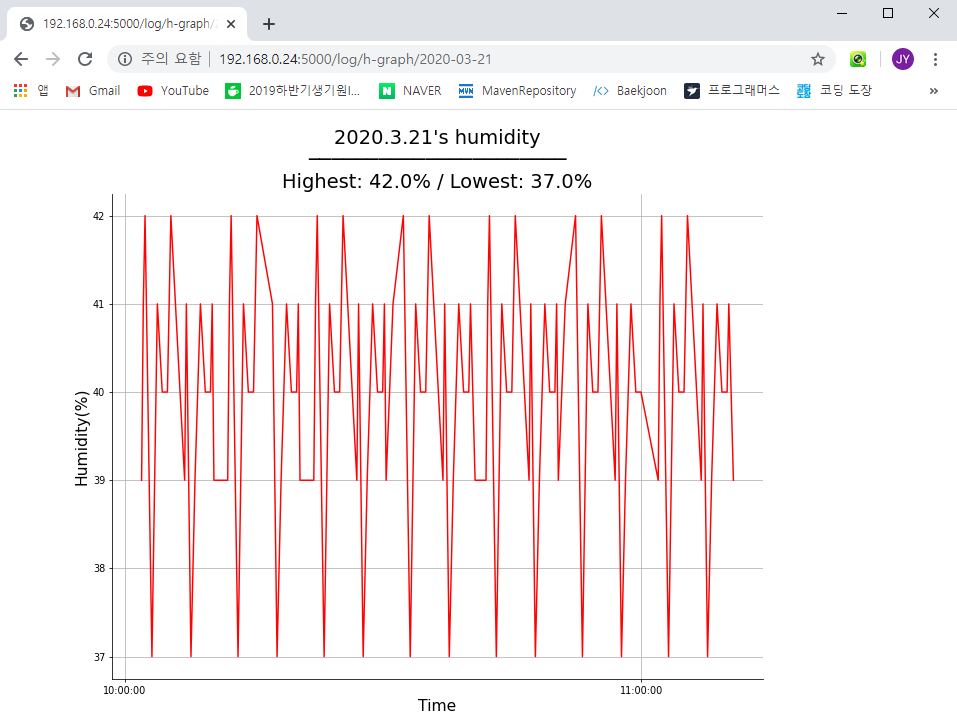 192.168.0.24:5000/log/h-graph/2
주의 요함 192.168.0.24:5000/log/h-graph/2020-03-21 JY
앱 Gmail YouTube 2019하반기생기원I... NAVER MavenRepository Baekjoon 프로그래머스 코딩 도장 »
2020.3.21's humidity
Highest: 42.0% / Lowest: 37.0%
42
41
40
39
38
37
Humidity(%)
10:00:00 11:00:00
Time